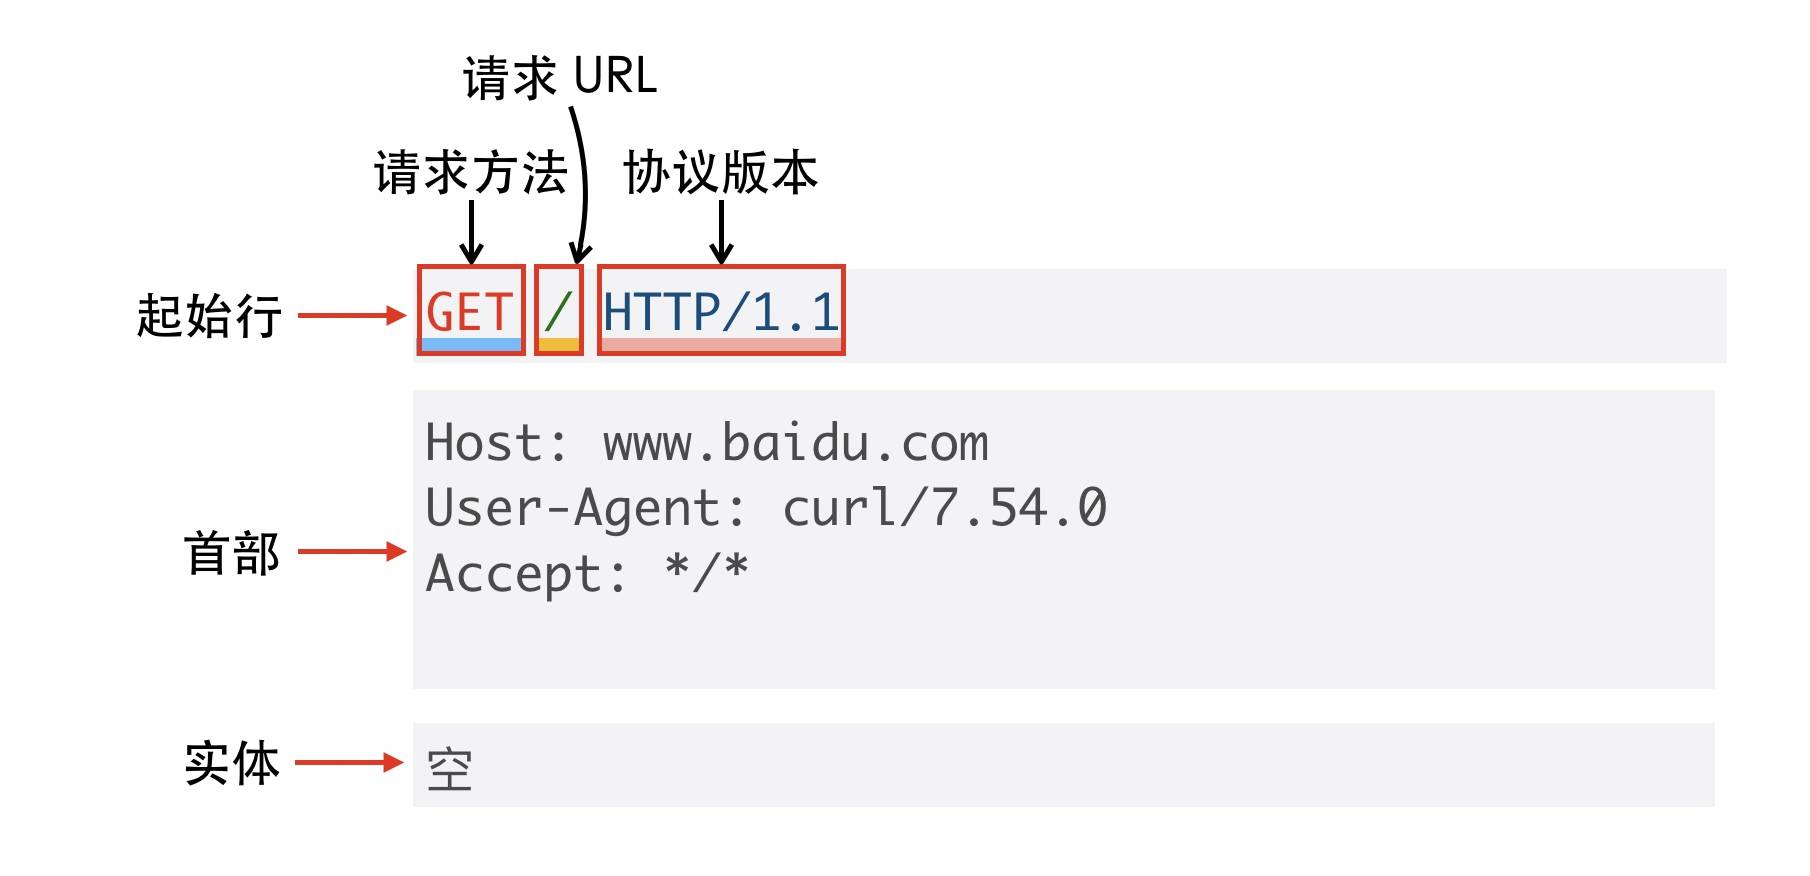 请求 URL
请求方法 协议版本
起始行 GET / HTTP/1.1
Host: www.baidu.com
User-Agent: curl/7.54.0
首部
Accept: */*
实体 空